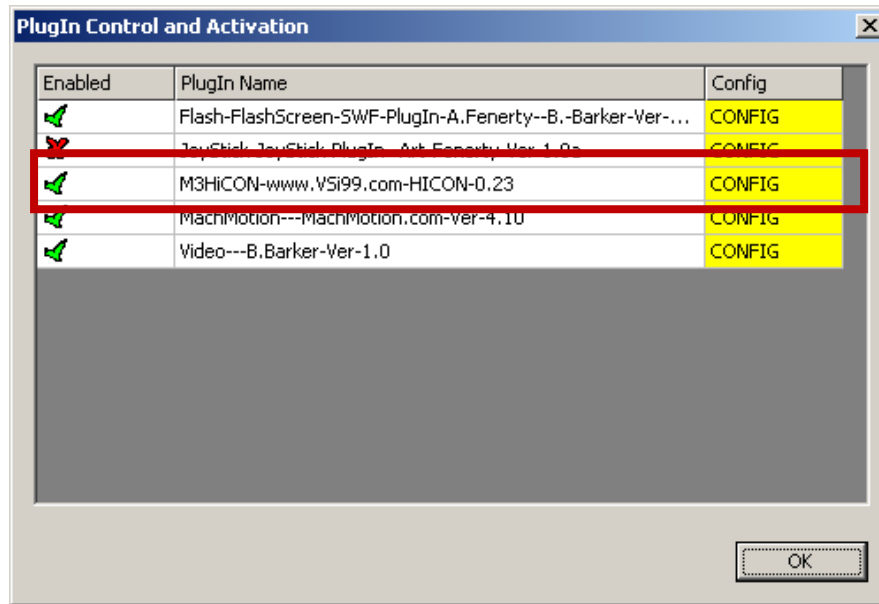 PlugIn Control and Activation
Enabled PlugIn Name Config
Flash-FlashScreen-SWF-PlugIn-A.Fenerty--B.-Barker-Ver-... CONFIG
JoyStick-JoyStick-PlugIn--Art-Fenerty-Ver-1.0a CONFIG
M3HiCON-www.VSi99.com-HICON-0.23 CONFIG
MachMotion---MachMotion.com-Ver-4.10 CONFIG
Video---B.Barker-Ver-1.0 CONFIG
OK